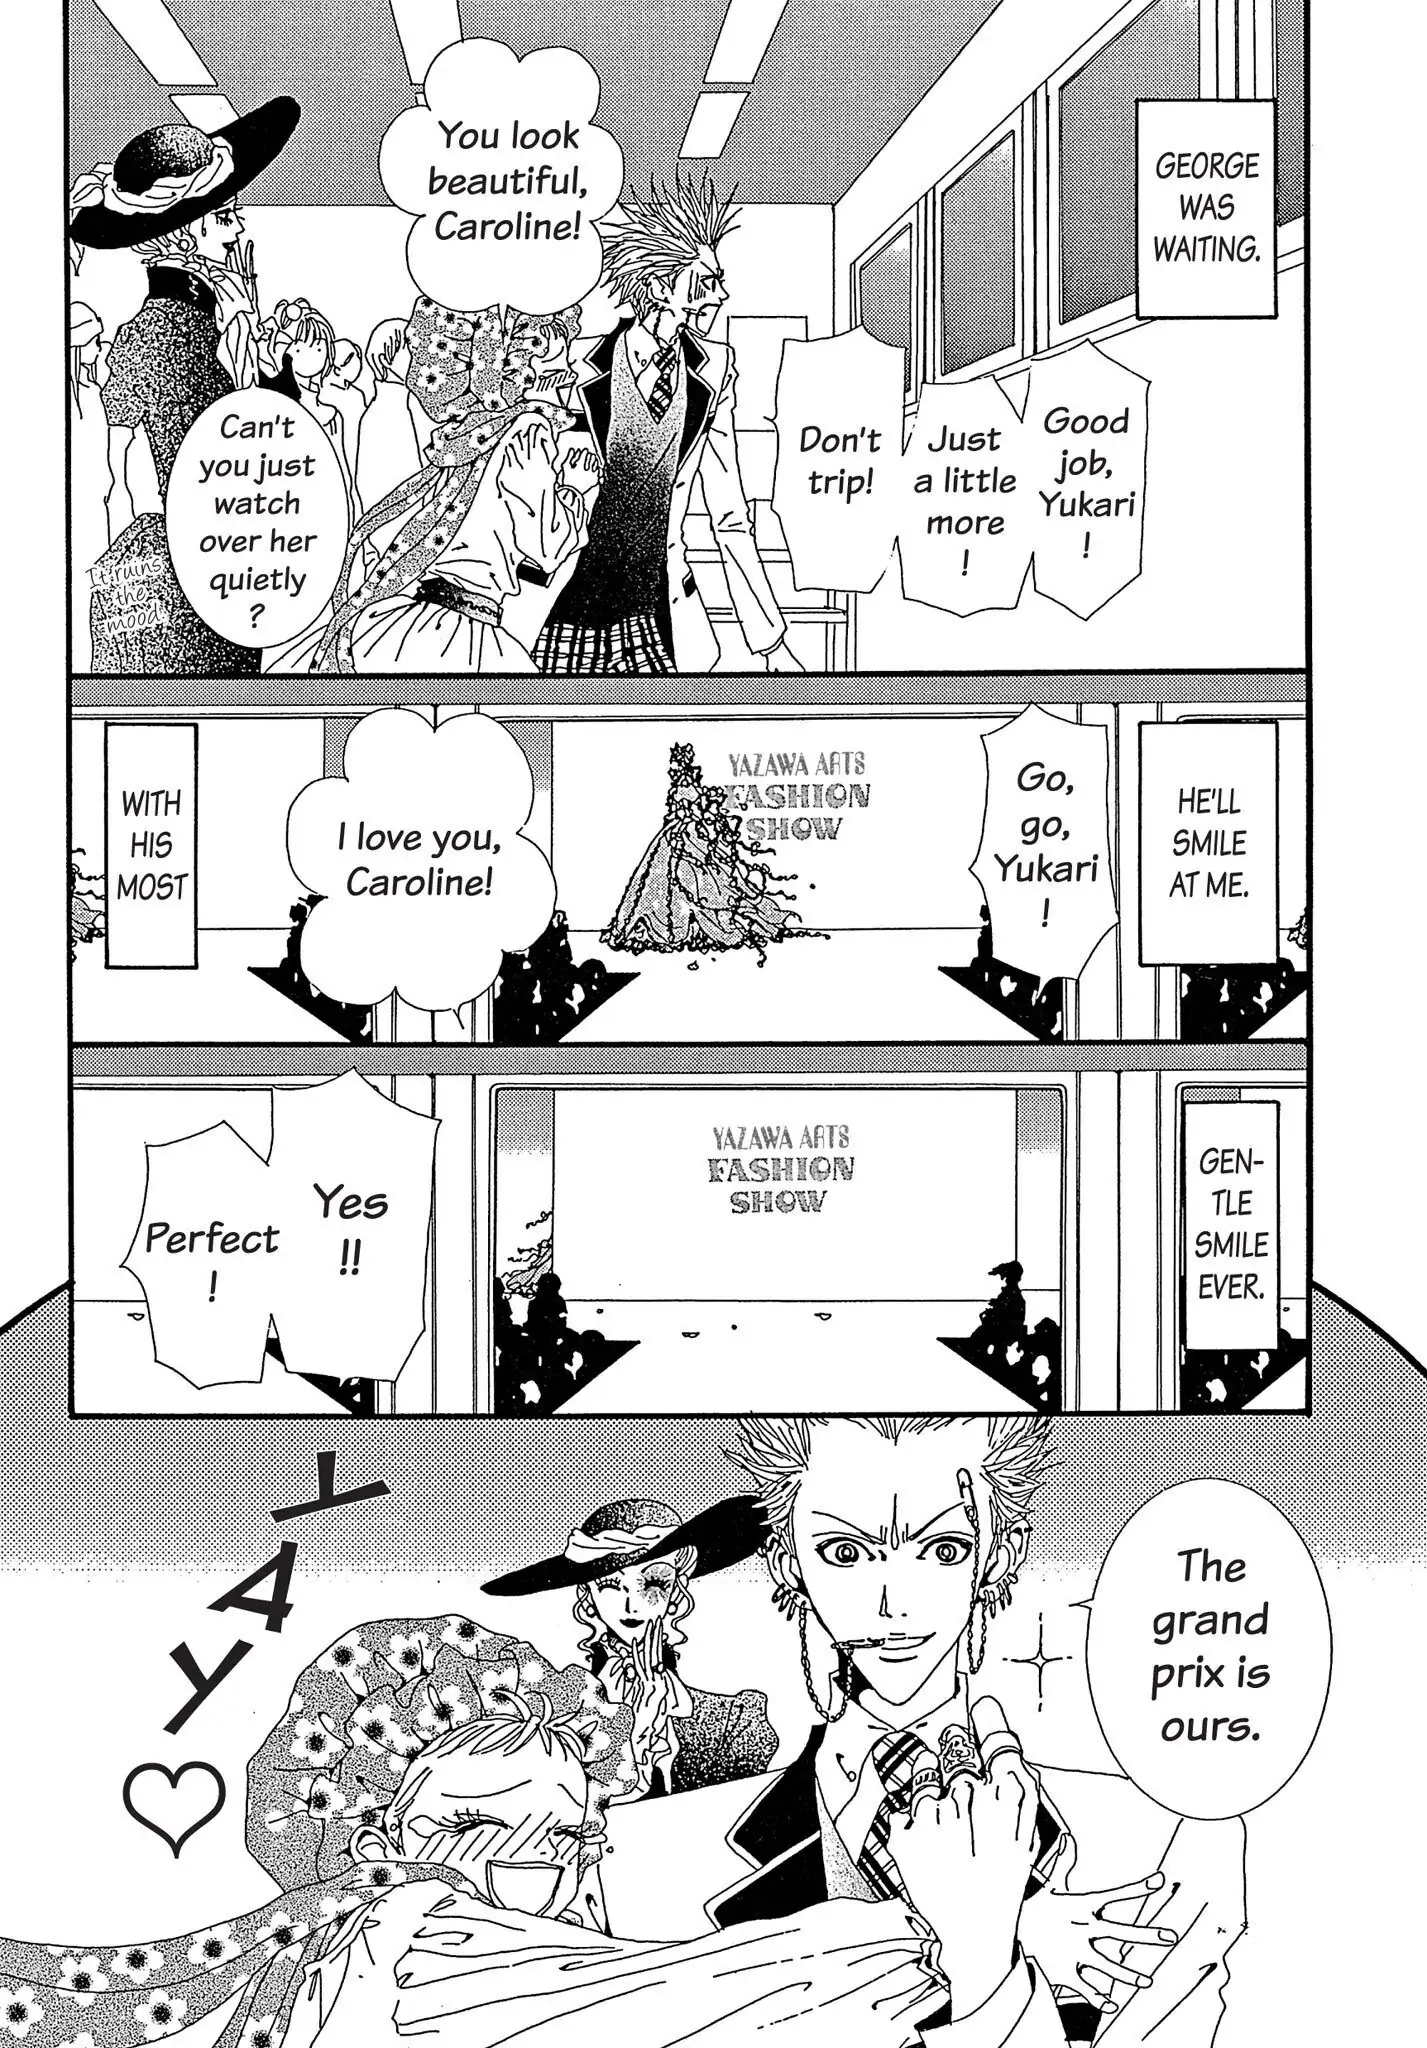 GEORGE
WAS
WAITING.
Good
job,
Yukari
!
Just
a little
more
!
Don't
trip!
You look
beautiful,
Caroline!
Can't
you just
watch
over her
quietly
?
It ruins
the
mood.
HE'LL
SMILE
AT ME.
Go,
go,
Yukari
!
YAZAWA ARTS
FASHION
SHOW
I love you,
Caroline!
WITH
HIS
MOST
GEN-
TLE
SMILE
EVER.
YAZAWA ARTS
FASHION
SHOW
Yes
!!
Perfect
!
The
grand
prix is
ours.
YAY
♡